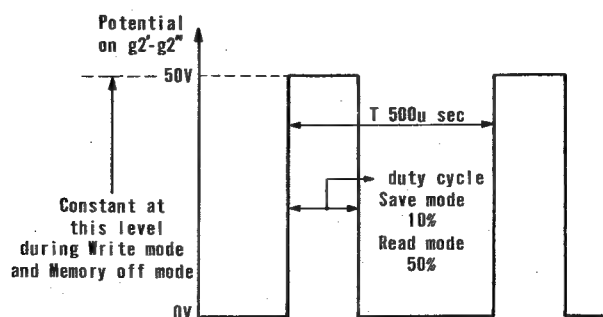 Potential
on g2'-g2"
50V
T 500u sec
duty cycle
Save mode
10%
Read mode
50%
Constant at
this level
during Write mode
and Memory off mode
0V